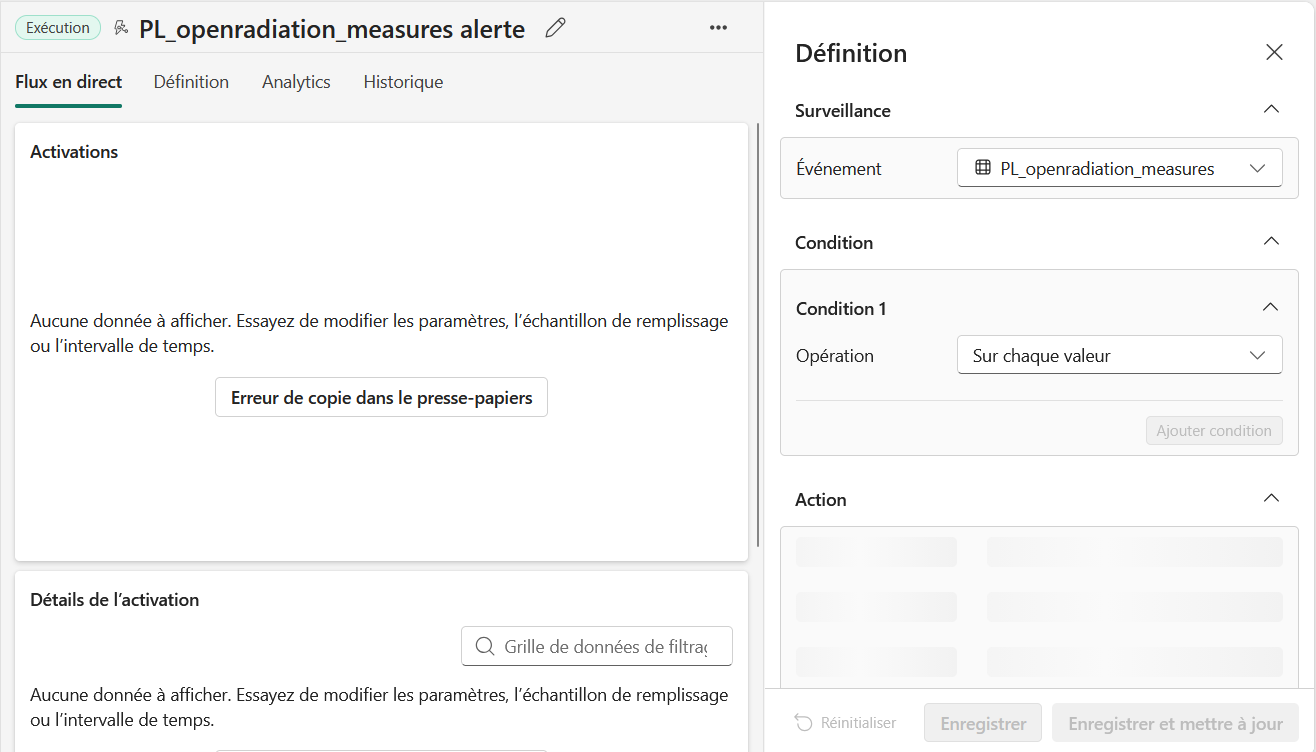 Exécution
PL_openradiation_measures alerte
Flux en direct
Définition
Analytics
Historique
Activations
Aucune donnée à afficher. Essayez de modifier les paramètres, l’échantillon de remplissage
ou l’intervalle de temps.
Erreur de copie dans le presse-papiers
Détails de l’activation
Grille de données de filtrag
Aucune donnée à afficher. Essayez de modifier les paramètres, l’échantillon de remplissage
ou l’intervalle de temps.
Définition
Surveillance
Événement
PL_openradiation_measures
Condition
Condition 1
Opération
Sur chaque valeur
Ajouter condition
Action
Réinitialiser
Enregistrer
Enregistrer et mettre à jour